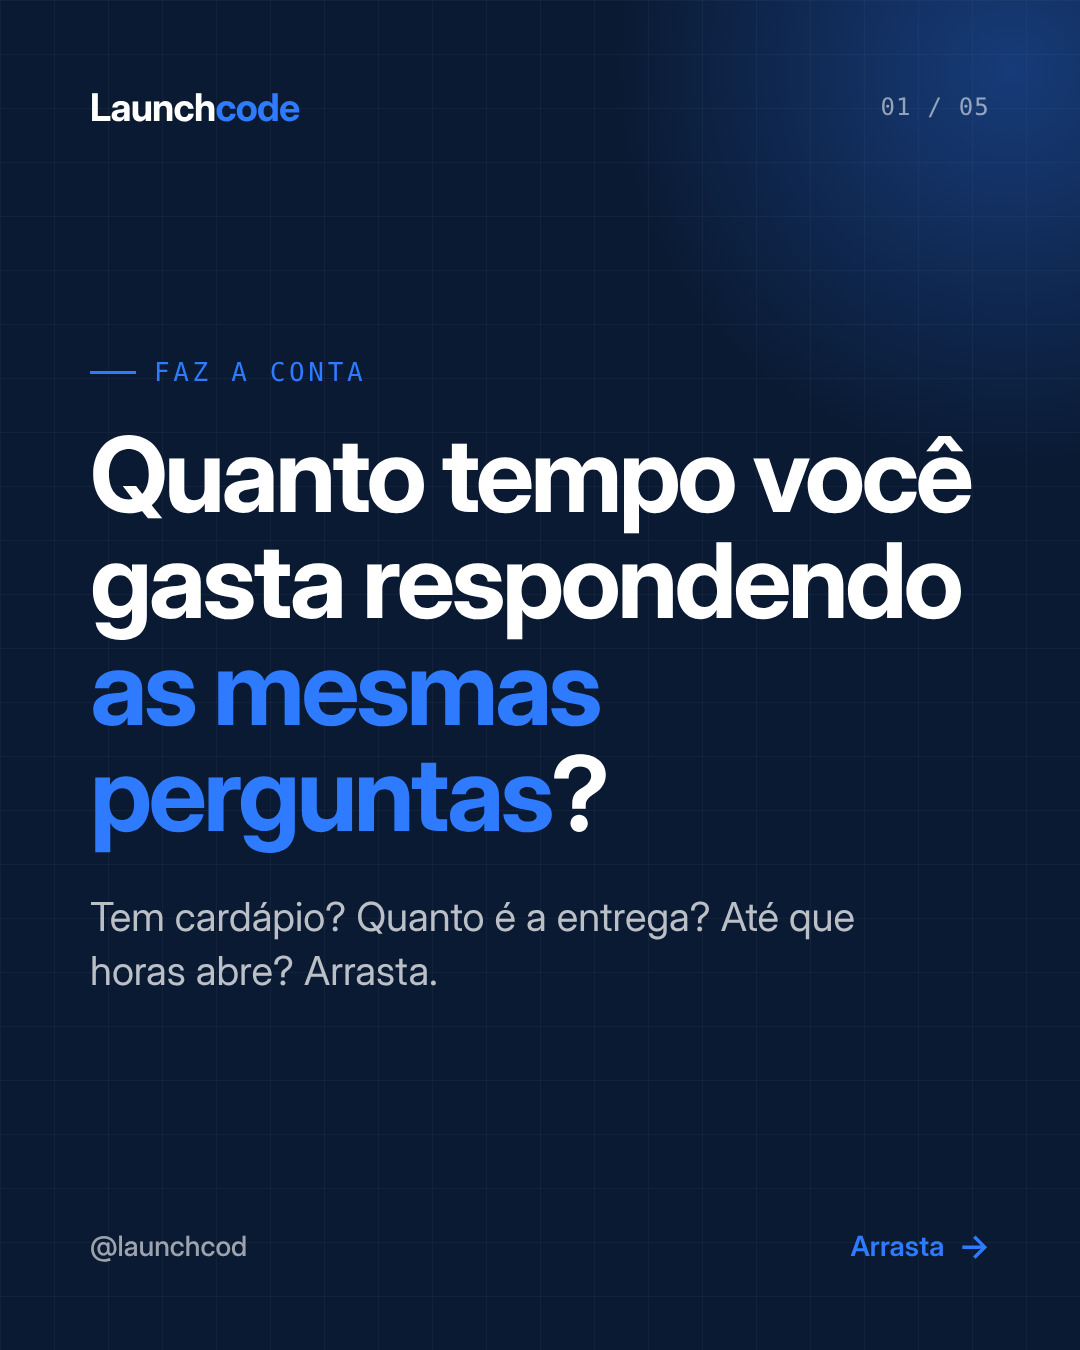 Launchcode
01 / 05
FAZ A CONTA
Quanto tempo você
gasta respondendo
as mesmas
perguntas?
Tem cardápio? Quanto é a entrega? Até que
horas abre? Arrasta.
@launchcod
Arrasta →